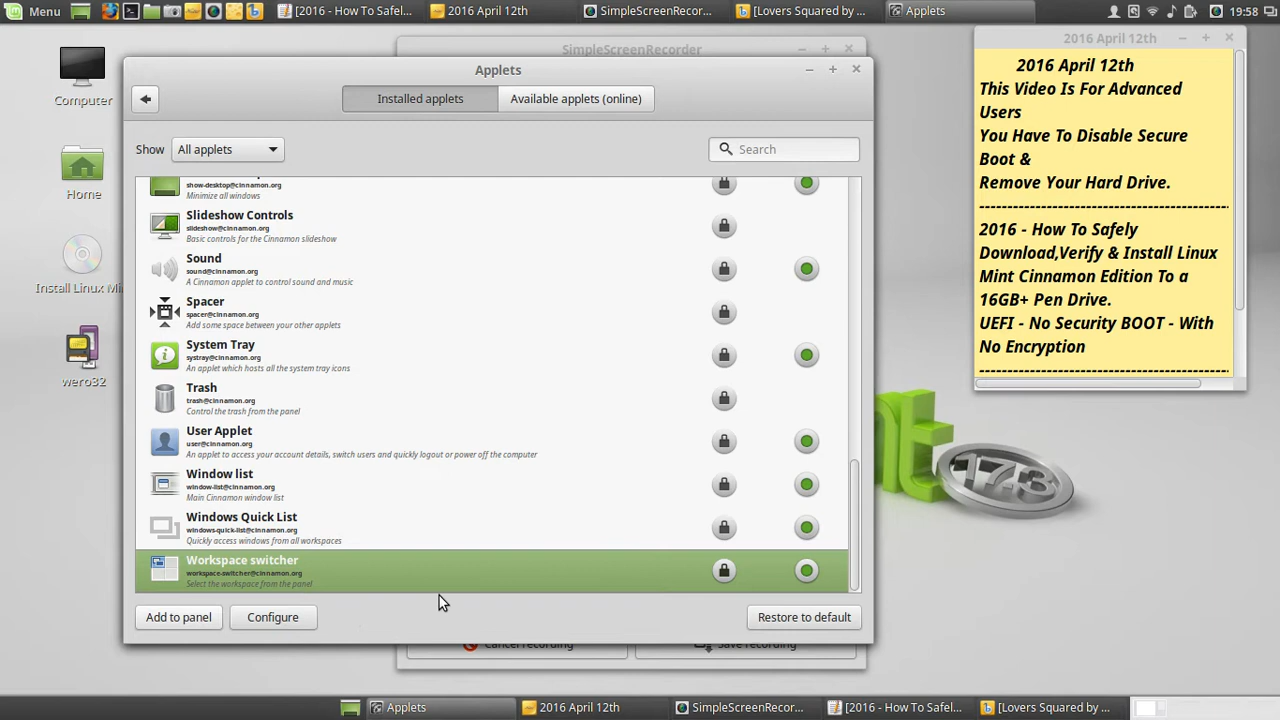 Menu
[2016 - How To Safel...
2016 April 12th
SimpleScreenRecor...
[Lovers Squared by ...
Applets
19:58
Computer
Home
Install Linux Mi
wero32
SimpleScreenRecorder
Applets
Installed applets
Available applets (online)
Show
All applets
Search
show-desktop@cinnamon.org
Minimize all windows
Slideshow Controls
slideshow@cinnamon.org
Basic controls for the Cinnamon slideshow
Sound
sound@cinnamon.org
A Cinnamon applet to control sound and music
Spacer
spacer@cinnamon.org
Add some space between your other applets
System Tray
systray@cinnamon.org
An applet which hosts all the system tray icons
Trash
trash@cinnamon.org
Control the trash from the panel
User Applet
user@cinnamon.org
An applet to access your account details, switch users and quickly logout or power off the computer
Window list
window-list@cinnamon.org
Main Cinnamon window list
Windows Quick List
windows-quick-list@cinnamon.org
Quickly access windows from all workspaces
Workspace switcher
workspace-switcher@cinnamon.org
Select the workspace from the panel
Add to panel
Configure
Restore to default
Cancel recording
Save recording
2016 April 12th
2016 April 12th
This Video Is For Advanced
Users
You Have To Disable Secure
Boot &
Remove Your Hard Drive.
--------------------------------------------
2016 - How To Safely
Download,Verify & Install Linux
Mint Cinnamon Edition To a
16GB+ Pen Drive.
UEFI - No Security BOOT - With
No Encryption
--------------------------------------------
nt
17.3
Applets
2016 April 12th
SimpleScreenRecor...
[2016 - How To Safel...
[Lovers Squared by ...